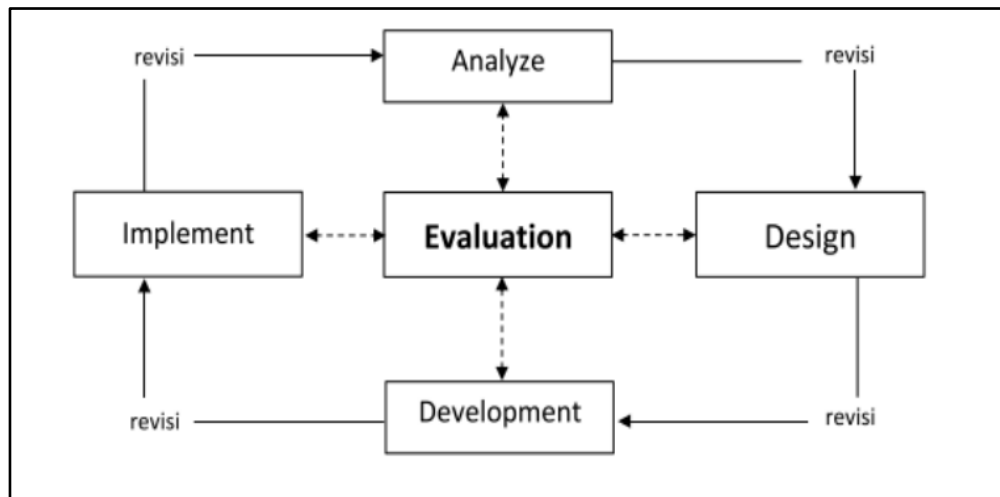 revisi
Analyze
revisi
Implement
Evaluation
Design
revisi
Development
revisi